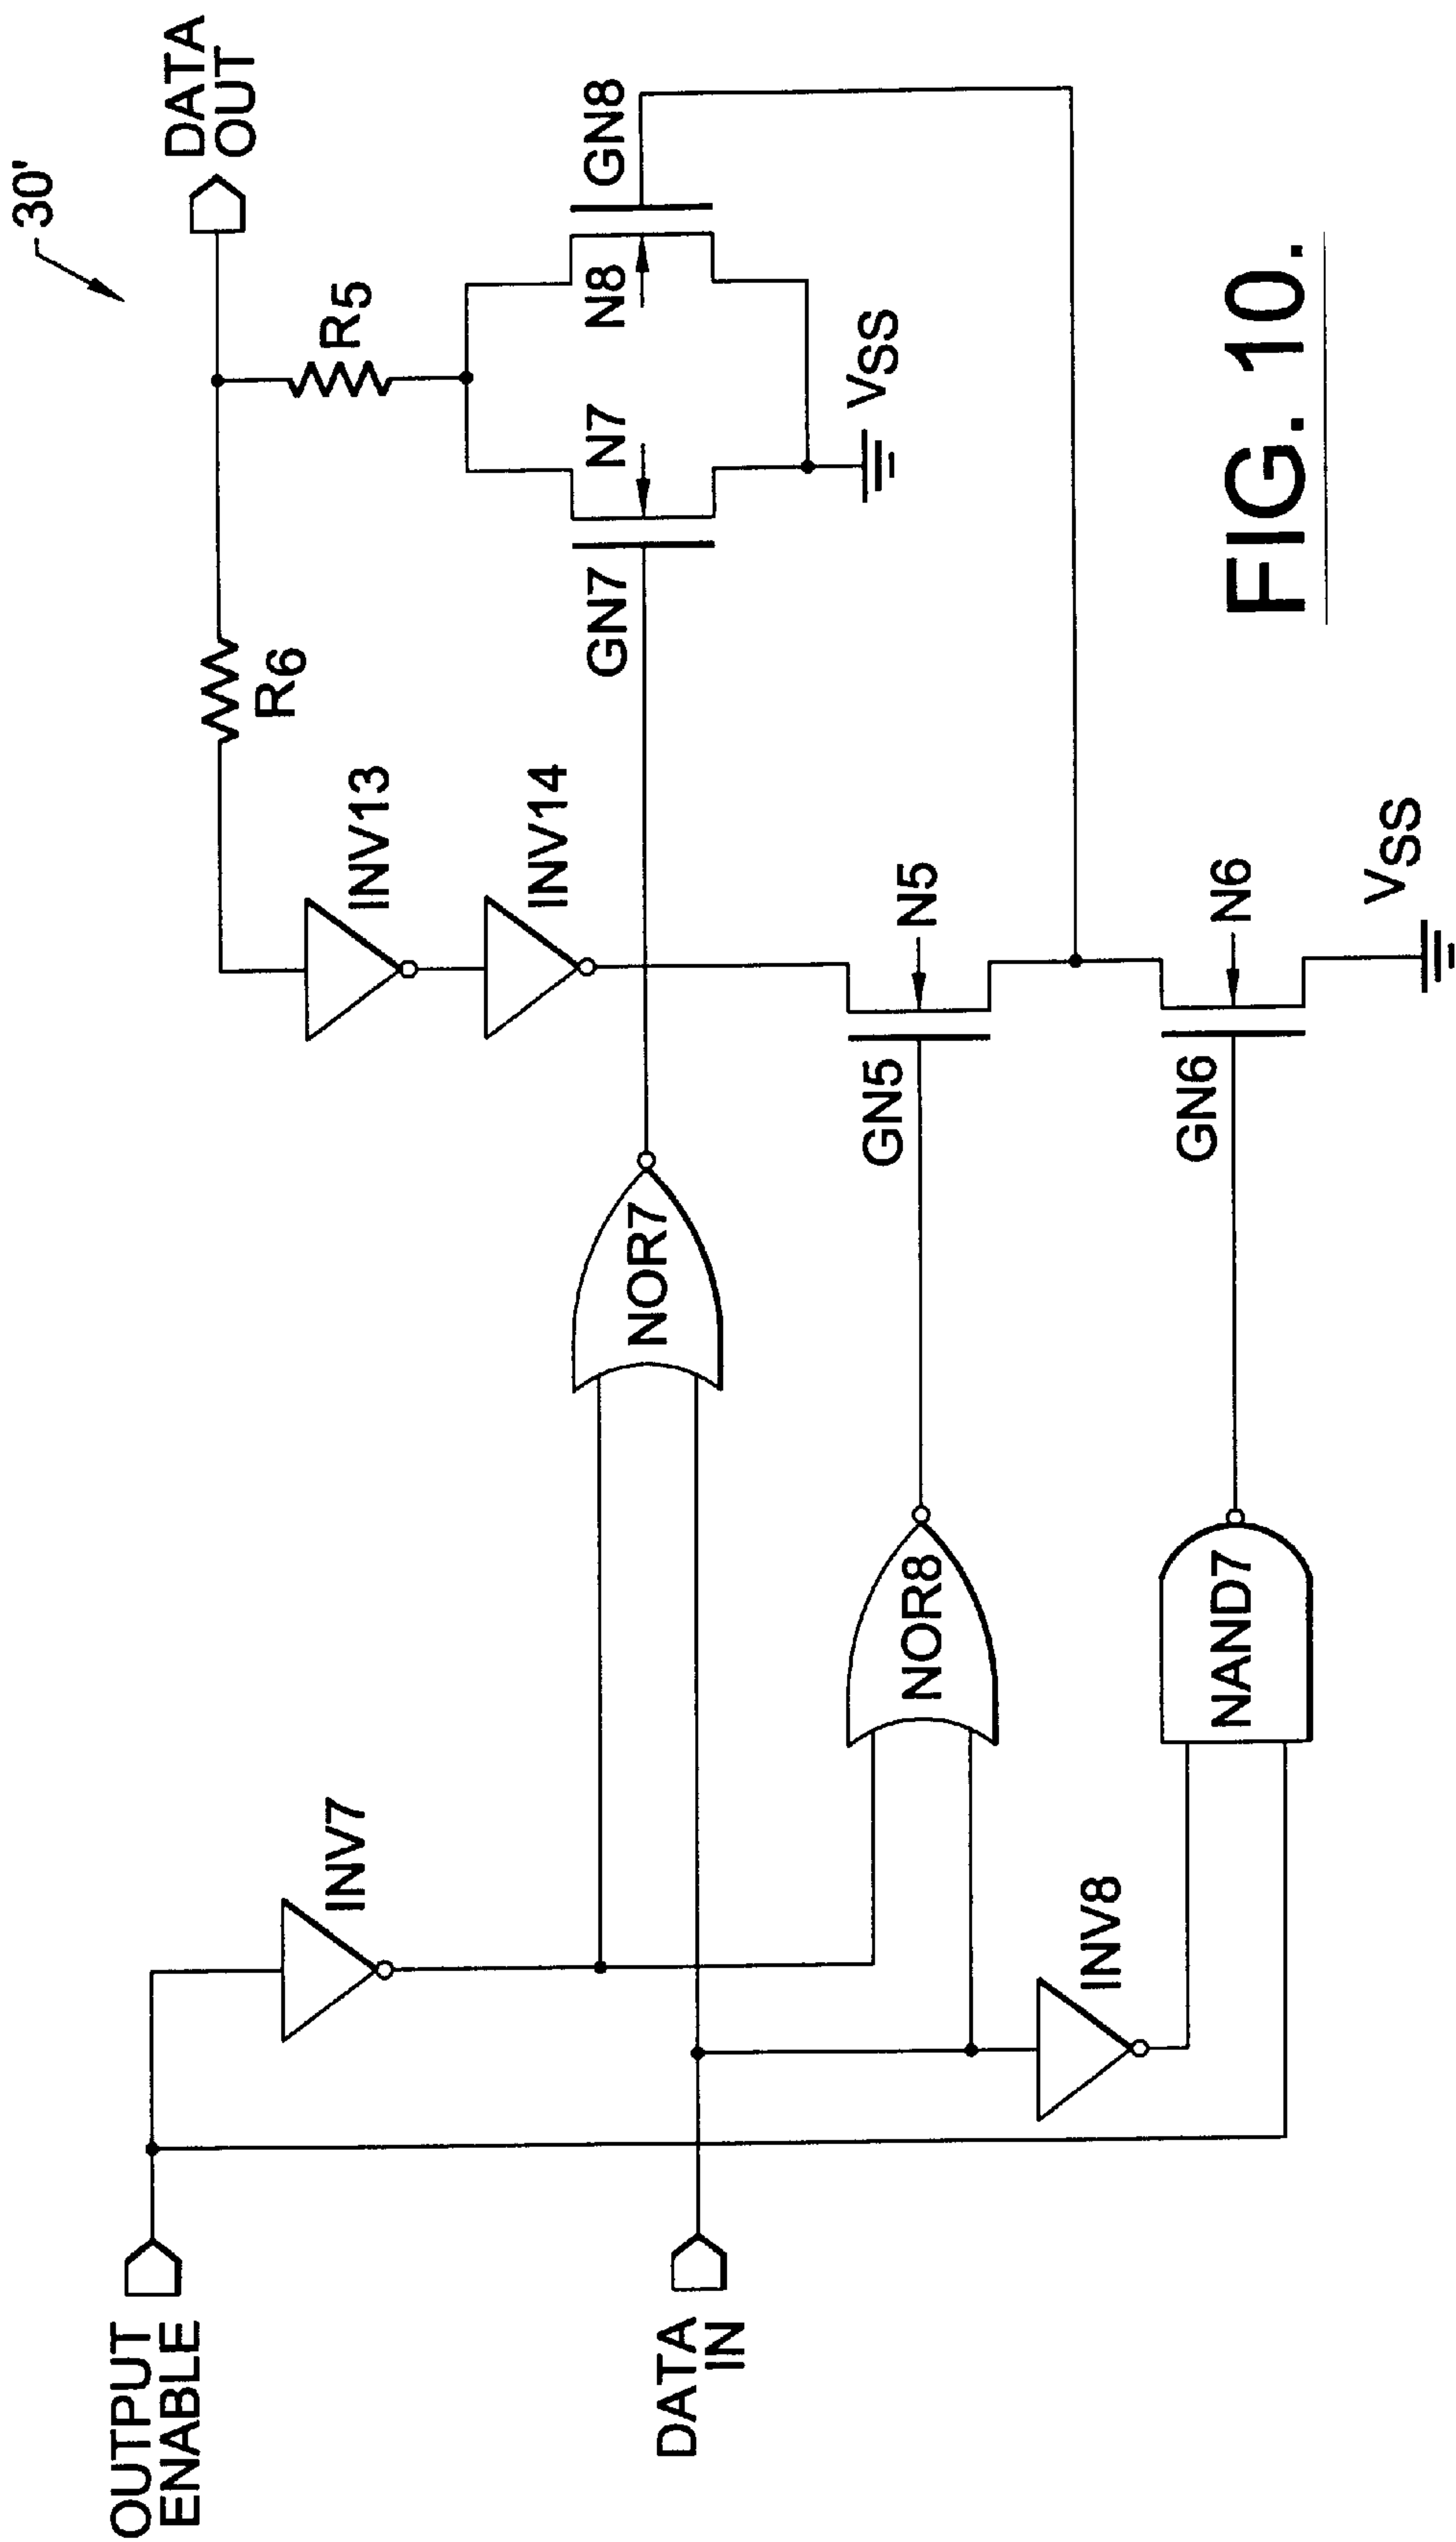 30'
DATA
OUT
R5
R6
GN8
N8
N7
GN7
VSS
INV13
INV14
N5
GN5
N6
GN6
VSS
NOR7
NOR8
NAND7
INV7
INV8
OUTPUT
ENABLE
DATA
IN
FIG. 10.